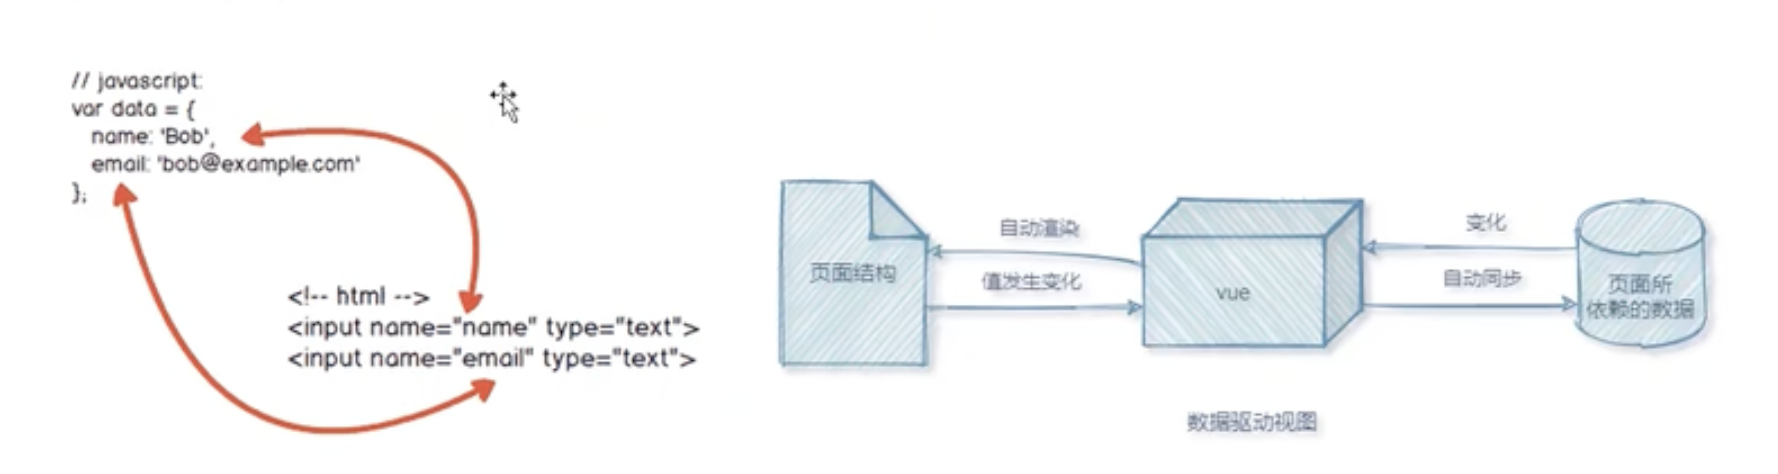 // javascript:
var data = {
name: 'Bob',
email: 'bob@example.com'
};
<!-- html -->
<input name="name" type="text">
<input name="email" type="text">
页面结构
自动渲染
值发生变化
vue
变化
自动同步
页面所
依赖的数据
数据驱动视图